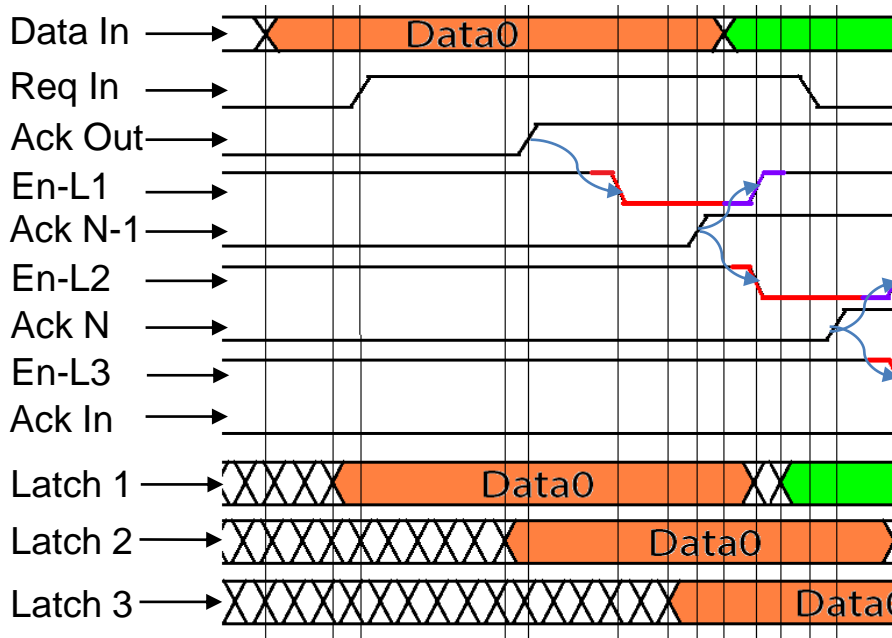 Data In
Data0
Req In
Ack Out
En-L1
Ack N-1
En-L2
Ack N
En-L3
Ack In
Latch 1
Data0
Latch 2
Data0
Latch 3
Data0